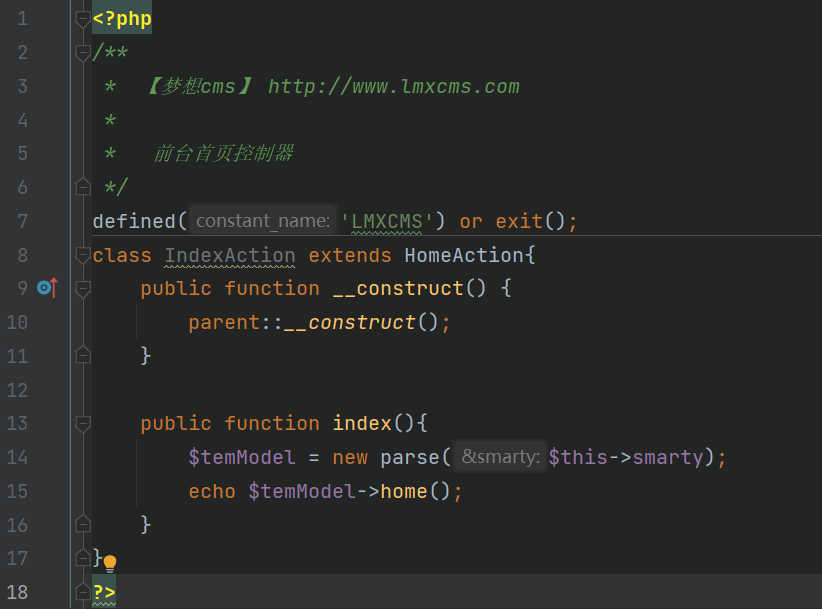 1 <?php
2 /**
3  *  【梦想cms】 http://www.lmxcms.com
4  *
5  *   前台首页控制器
6  */
7 defined( constant_name: 'LMXCMS') or exit();
8 class IndexAction extends HomeAction{
9     public function __construct() {
10         parent::__construct();
11     }
12
13     public function index(){
14         $temModel = new parse( &smarty: $this->smarty);
15         echo $temModel->home();
16     }
17 }
18 ?>